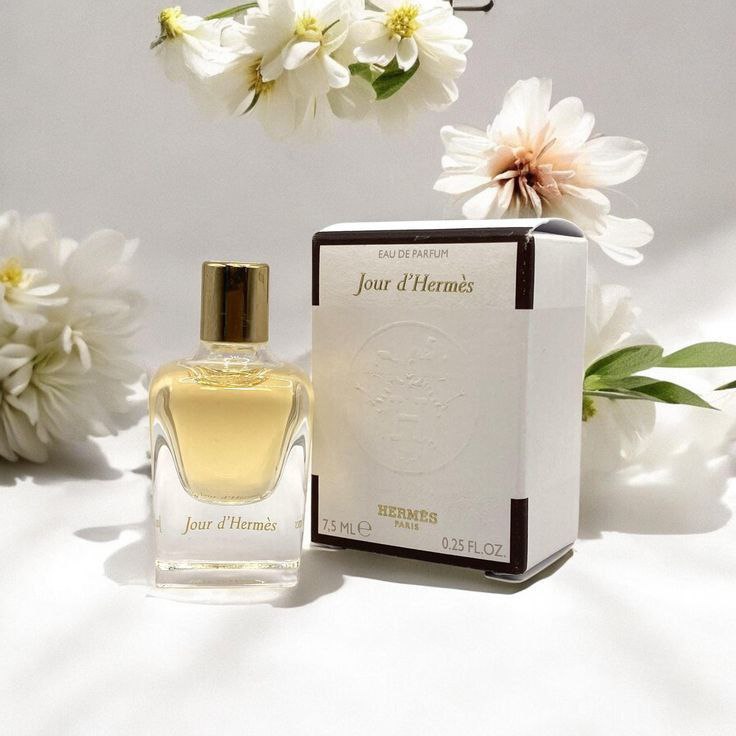 EAU DE PARFUM
Jour d'Hermès
HERMÈS
PARIS
7,5 ML℮
0.25 FL.OZ.
Jour d'Hermès